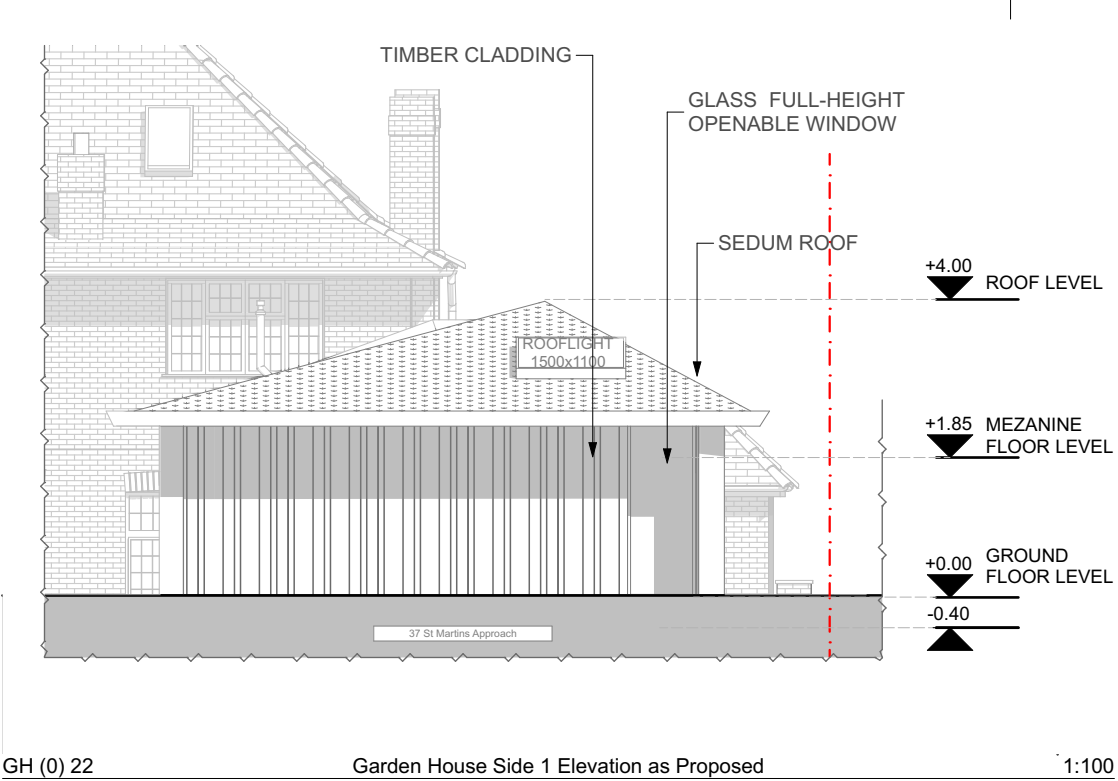 TIMBER CLADDING
GLASS FULL-HEIGHT
OPENABLE WINDOW
SEDUM ROOF
+4.00
ROOF LEVEL
ROOFLIGHT
1500x1100
+1.85
MEZANINE
FLOOR LEVEL
+0.00
GROUND
FLOOR LEVEL
-0.40
37 St Martins Approach
GH (0) 22
Garden House Side 1 Elevation as Proposed
1:100